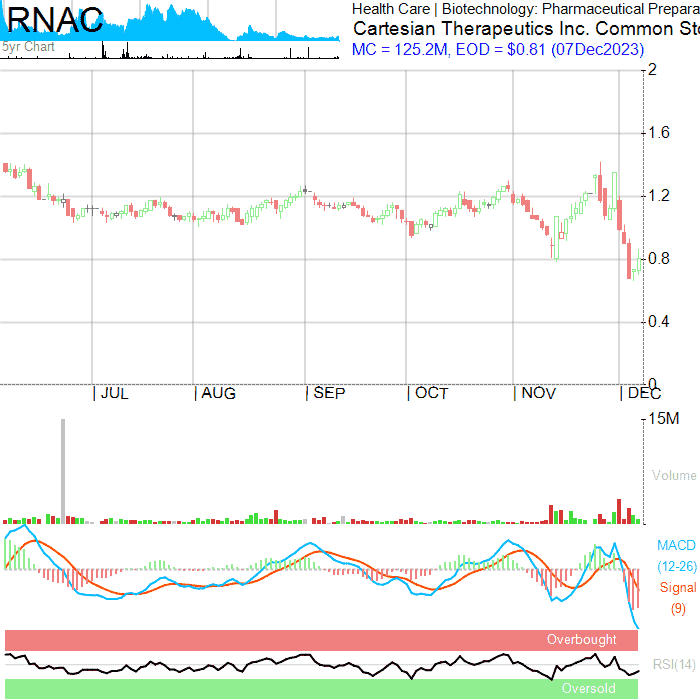 RNAC
5yr Chart
Health Care | Biotechnology: Pharmaceutical Prepara
Cartesian Therapeutics Inc. Common Sto
MC = 125.2M, EOD = $0.81 (07Dec2023)
2
1.6
1.2
0.8
0.4
0
JUL AUG SEP OCT NOV DEC
15M
Volume
MACD
(12-26)
Signal
(9)
Overbought
RSI(14)
Oversold